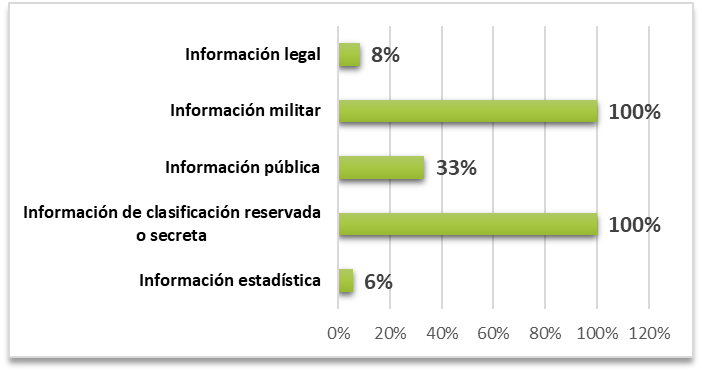 Información legal
8%
Información militar
100%
Información pública
33%
Información de clasificación reservada
o secreta
100%
Información estadística
6%
0% 20% 40% 60% 80% 100% 120%